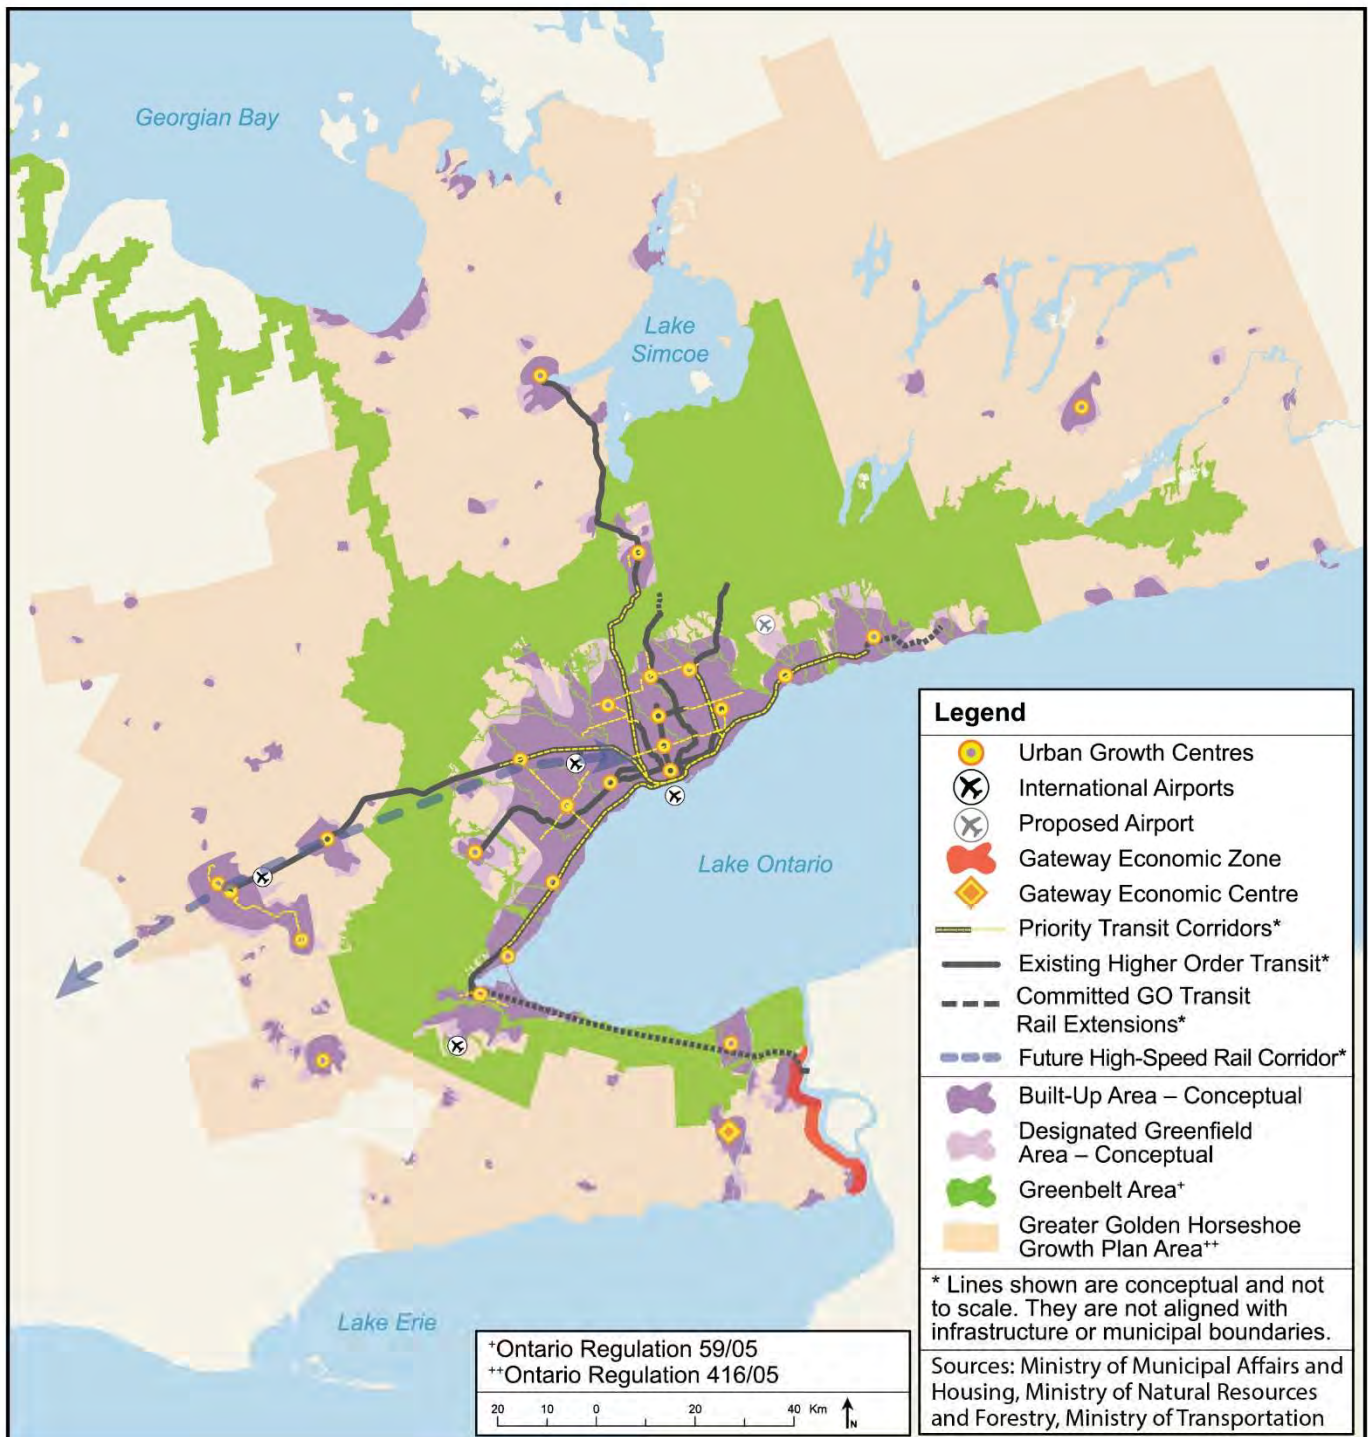 Georgian Bay
Lake
Simcoe
Lake Ontario
Lake Erie
Legend
Urban Growth Centres
International Airports
Proposed Airport
Gateway Economic Zone
Gateway Economic Centre
Priority Transit Corridors*
Existing Higher Order Transit*
Committed GO Transit
Rail Extensions*
Future High-Speed Rail Corridor*
Built-Up Area – Conceptual
Designated Greenfield
Area – Conceptual
Greenbelt Area⁺
Greater Golden Horseshoe
Growth Plan Area⁺⁺
* Lines shown are conceptual and not
to scale. They are not aligned with
infrastructure or municipal boundaries.
Sources: Ministry of Municipal Affairs and
Housing, Ministry of Natural Resources
and Forestry, Ministry of Transportation
⁺Ontario Regulation 59/05
⁺⁺Ontario Regulation 416/05
20 10 0 20 40 Km N